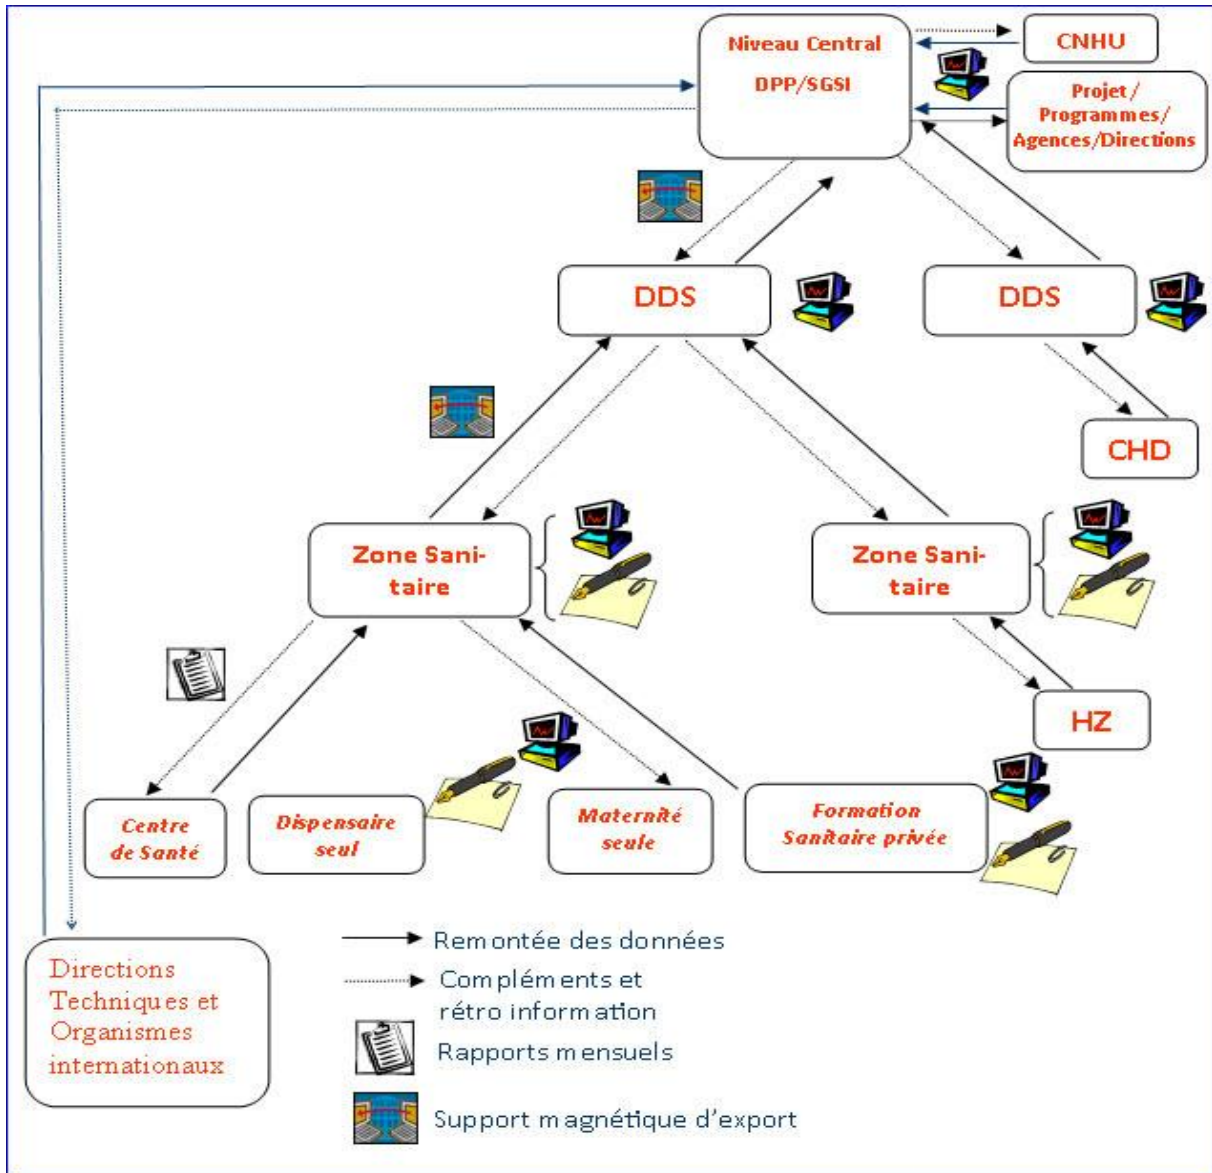 Niveau Central
DPP/SGSI
CNHU
Projet /
Programmes/
Agences/Directions
DDS
DDS
CHD
Zone Sani-
taire
Zone Sani-
taire
HZ
Centre
de Santé
Dispensaire
seul
Maternité
seule
Formation
Sanitaire privée
Directions
Techniques et
Organismes
internationaux
Remontée des données
Compléments et
rétro information
Rapports mensuels
Support magnétique d’export